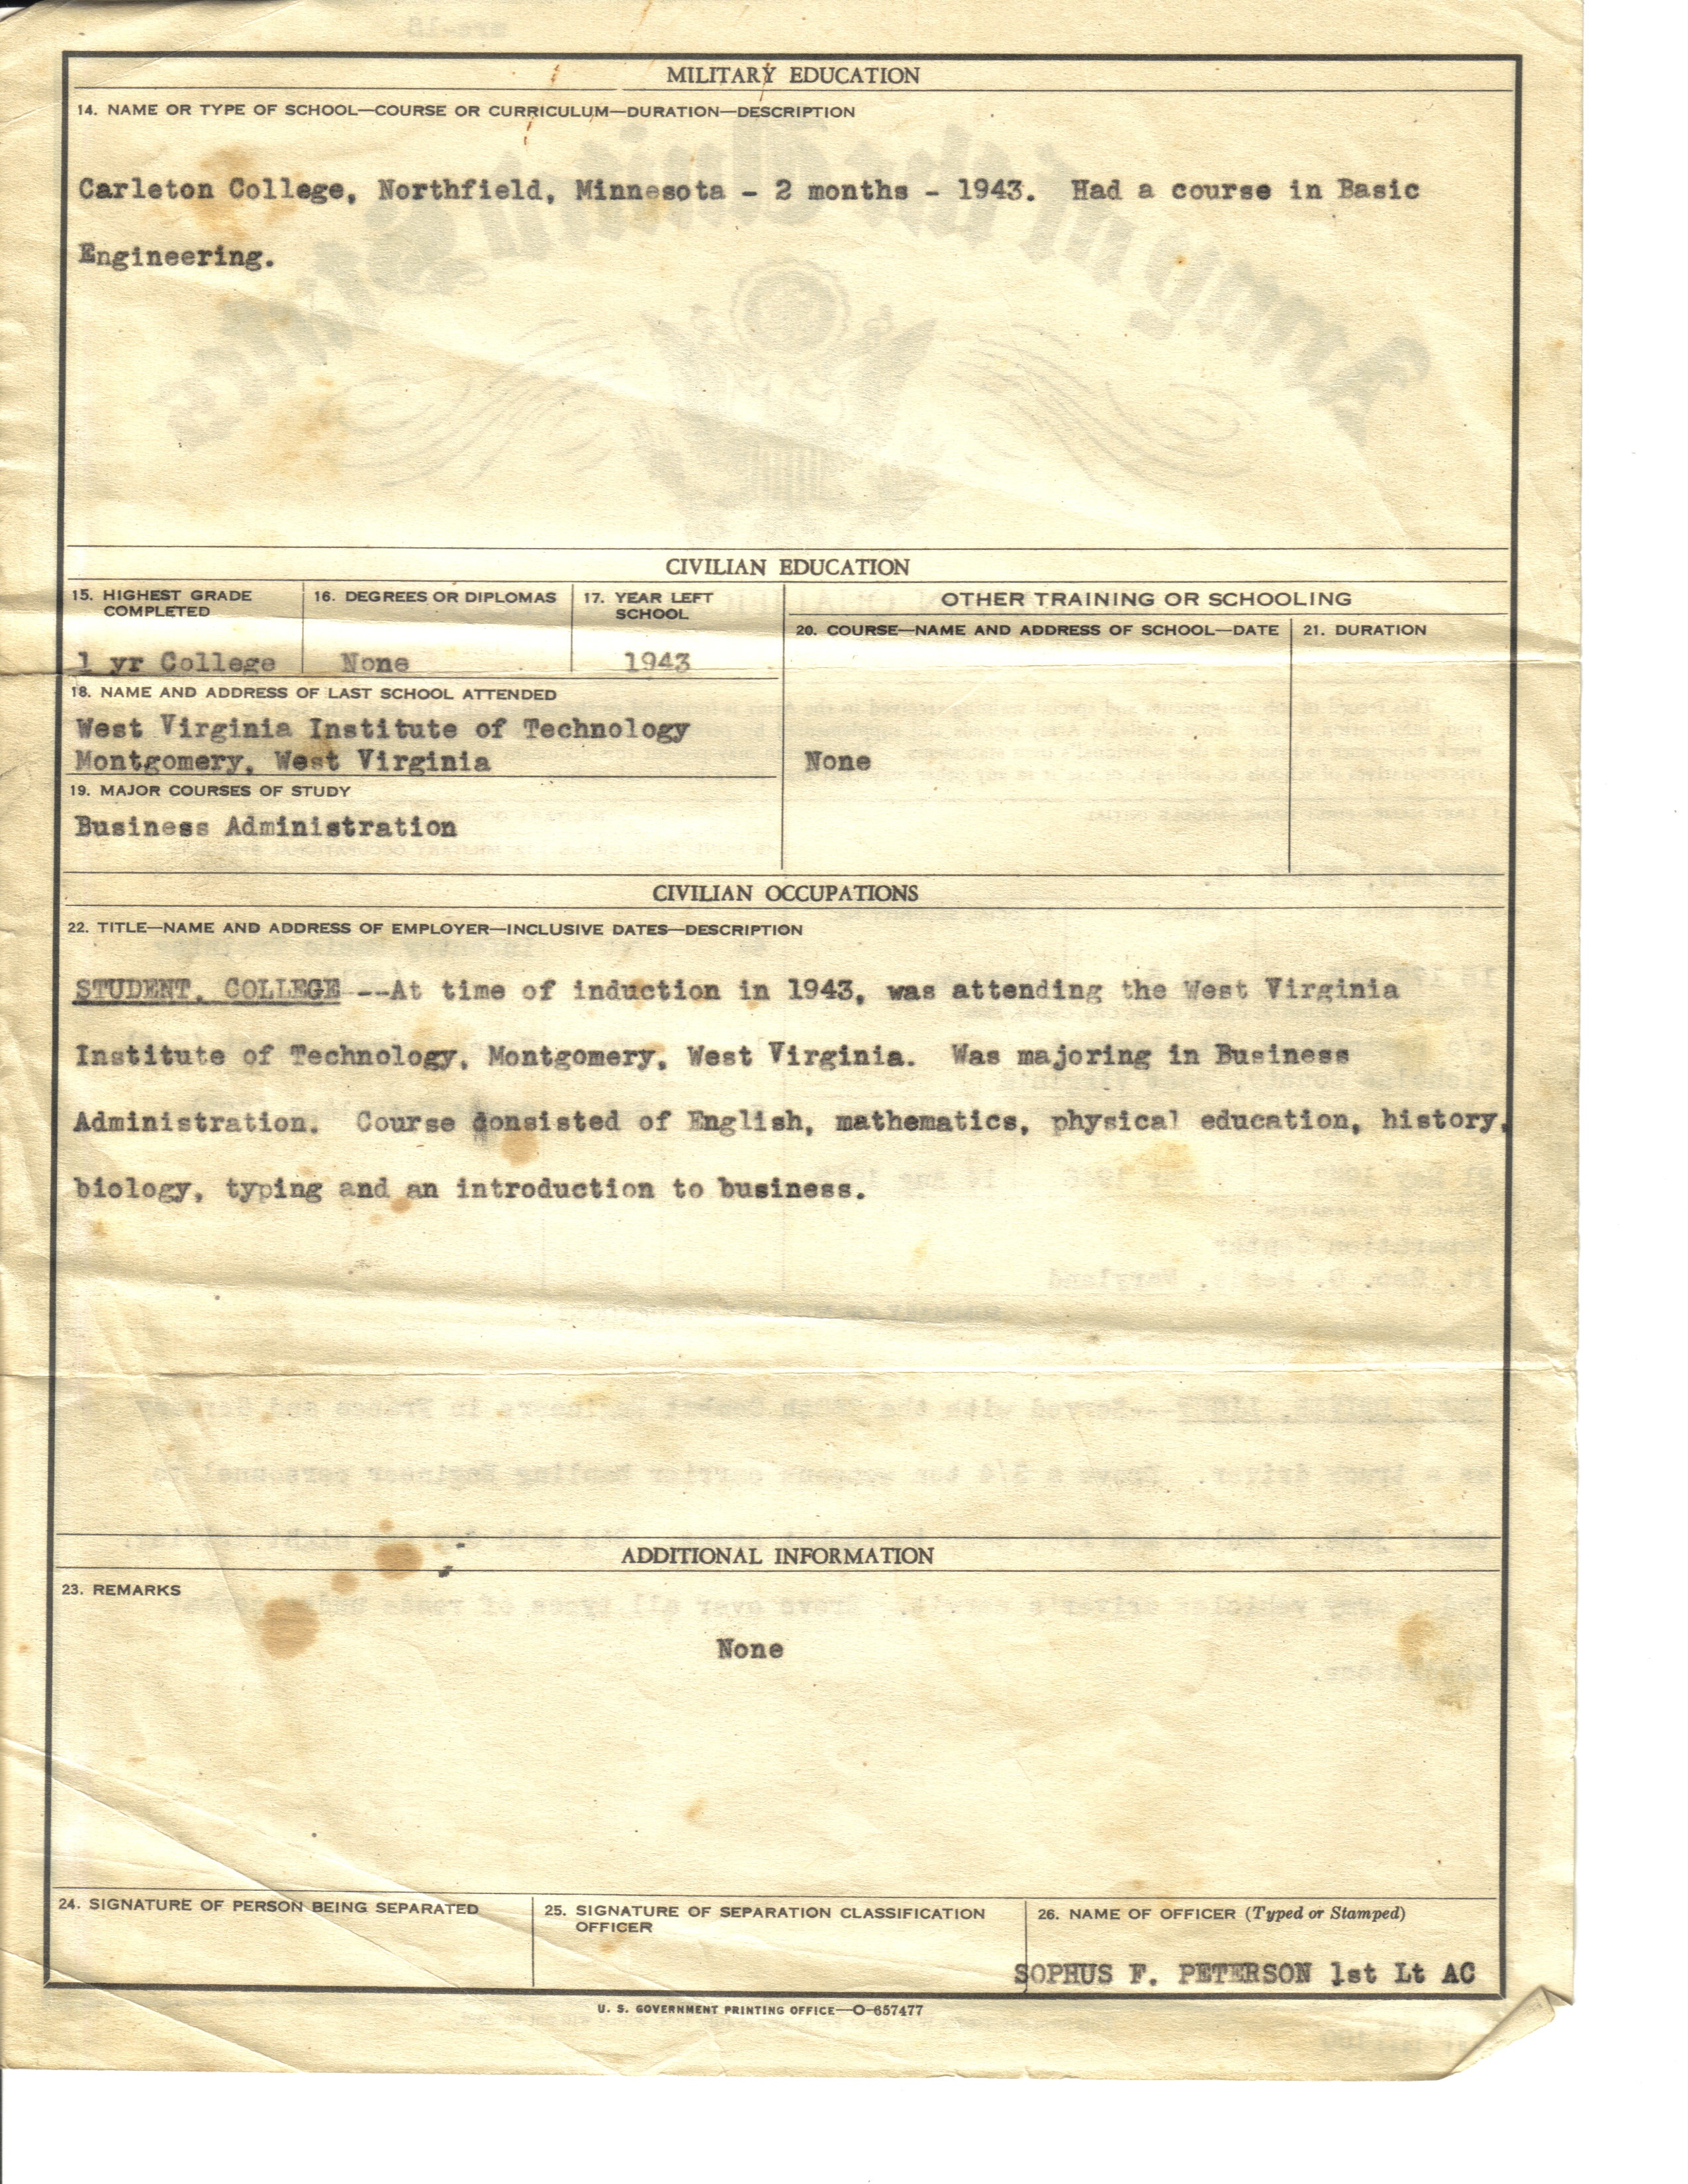 MILITARY EDUCATION
14. NAME OR TYPE OF SCHOOL—COURSE OR CURRICULUM—DURATION—DESCRIPTION
Carleton College, Northfield, Minnesota - 2 months - 1943. Had a course in Basic
Engineering.
CIVILIAN EDUCATION
15. HIGHEST GRADE COMPLETED
1 yr College
16. DEGREES OR DIPLOMAS
None
17. YEAR LEFT SCHOOL
1943
OTHER TRAINING OR SCHOOLING
20. COURSE—NAME AND ADDRESS OF SCHOOL—DATE
21. DURATION
18. NAME AND ADDRESS OF LAST SCHOOL ATTENDED
West Virginia Institute of Technology
Montgomery, West Virginia
None
19. MAJOR COURSES OF STUDY
Business Administration
CIVILIAN OCCUPATIONS
22. TITLE—NAME AND ADDRESS OF EMPLOYER—INCLUSIVE DATES—DESCRIPTION
STUDENT, COLLEGE --At time of induction in 1943, was attending the West Virginia
Institute of Technology, Montgomery, West Virginia. Was majoring in Business
Administration. Course consisted of English, mathematics, physical education, history,
biology, typing and an introduction to business.
ADDITIONAL INFORMATION
23. REMARKS
None
24. SIGNATURE OF PERSON BEING SEPARATED
25. SIGNATURE OF SEPARATION CLASSIFICATION
OFFICER
26. NAME OF OFFICER (Typed or Stamped)
SOPHUS F. PETERSON 1st Lt AC
U. S. GOVERNMENT PRINTING OFFICE—O-657477